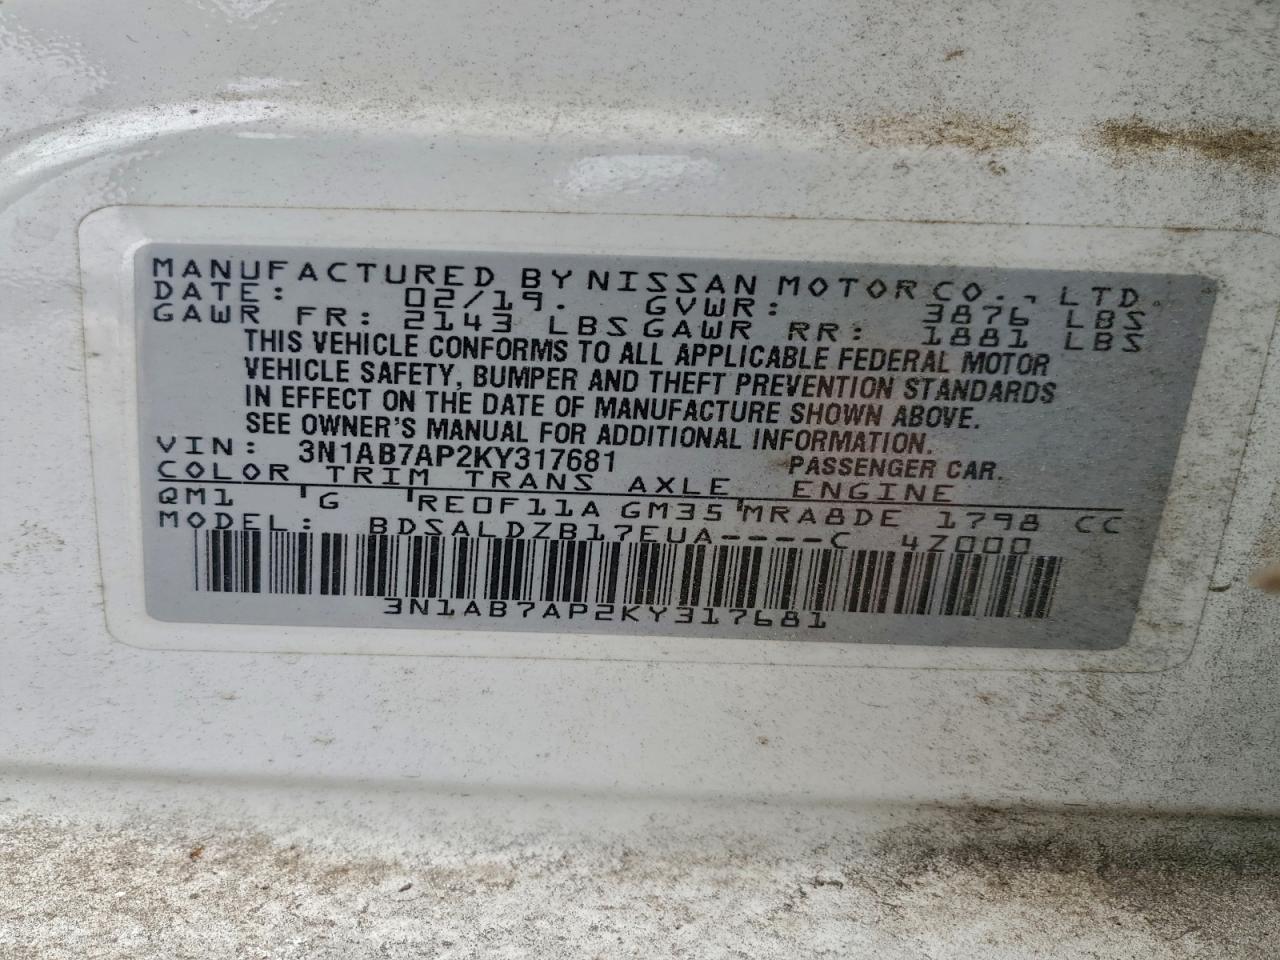 MANUFACTURED BY NISSAN MOTOR CO., LTD.
DATE: 02/19. GVWR: 3876 LBS
GAWR FR: 2143 LBS GAWR RR: 1881 LBS
THIS VEHICLE CONFORMS TO ALL APPLICABLE FEDERAL MOTOR
VEHICLE SAFETY, BUMPER AND THEFT PREVENTION STANDARDS
IN EFFECT ON THE DATE OF MANUFACTURE SHOWN ABOVE.
SEE OWNER'S MANUAL FOR ADDITIONAL INFORMATION.
VIN: 3N1AB7AP2KY317681 PASSENGER CAR.
COLOR TRIM TRANS AXLE ENGINE
QM1 'G 'RE0F11A GM35 'MRA8DE 1798 CC
MODEL: BDSALDZB17EUA----C 4Z000
3N1AB7AP2KY317681